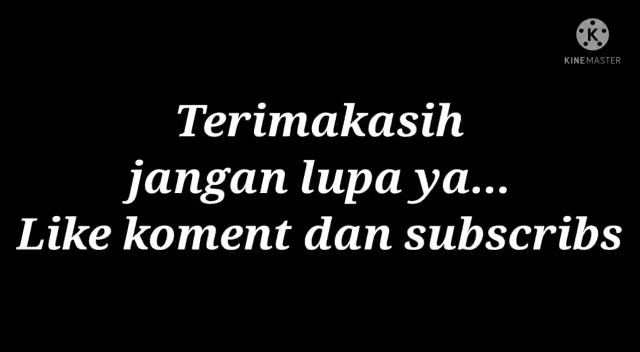 KINEMASTER
Terimakasih
jangan lupa ya...
Like koment dan subscribs